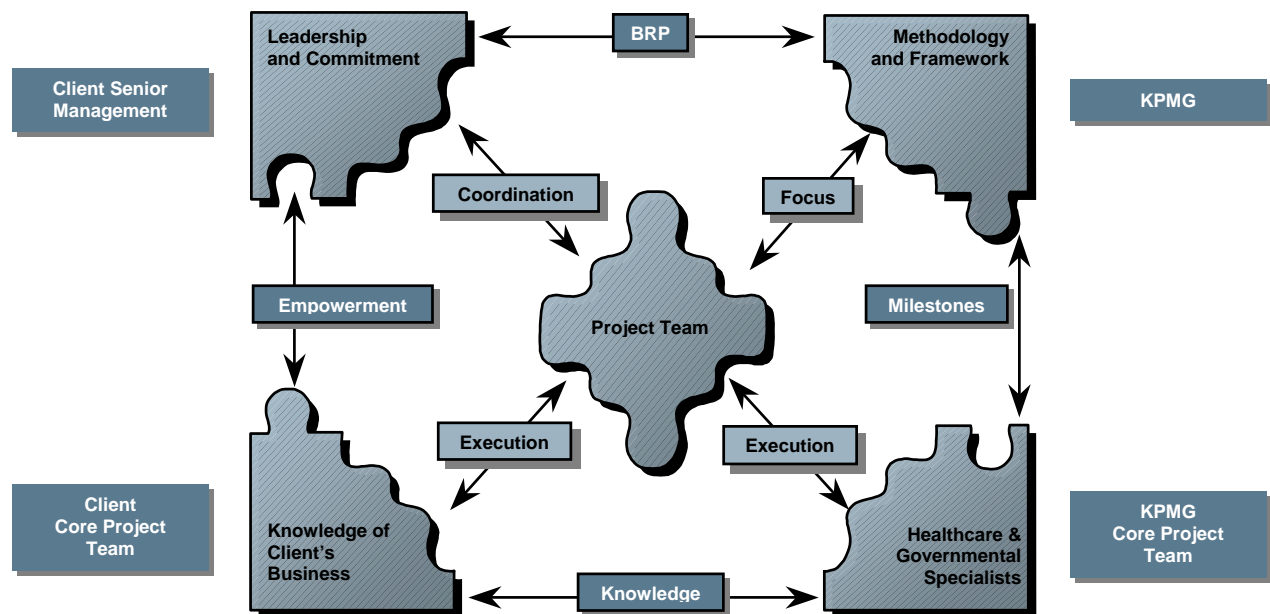 Leadership
and Commitment
BRP
Methodology
and Framework
Client Senior
Management
KPMG
Coordination
Focus
Empowerment
Project Team
Milestones
Execution
Execution
Client
Core Project
Team
Knowledge of
Client's
Business
Healthcare &
Governmental
Specialists
KPMG
Core Project
Team
Knowledge